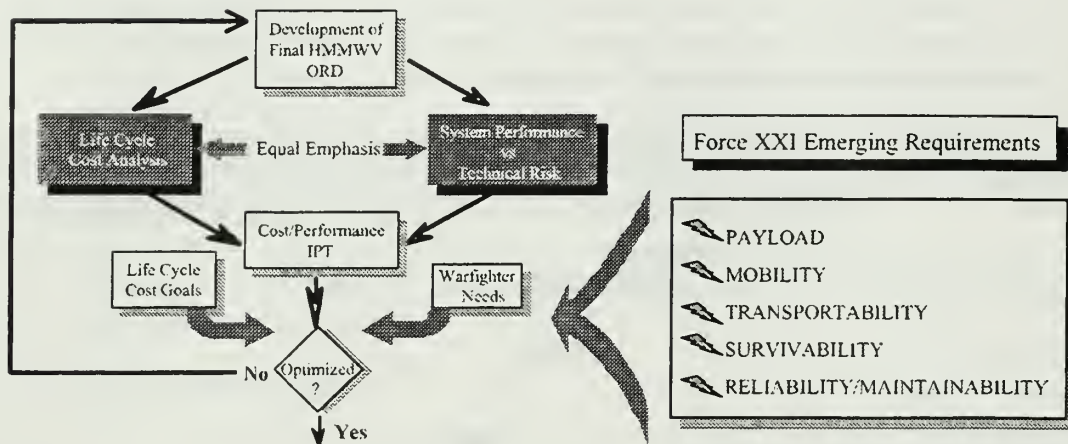 Development of
Final HMMWV
ORD
Life Cycle
Cost Analysis
Equal Emphasis
System Performance
vs
Technical Risk
Cost/Performance
IPT
Life Cycle
Cost Goals
Warfighter
Needs
Optimized
?
No
Yes
Force XXI Emerging Requirements
PAYLOAD
MOBILITY
TRANSPORTABILITY
SURVIVABILITY
RELIABILITY/MAINTAINABILITY